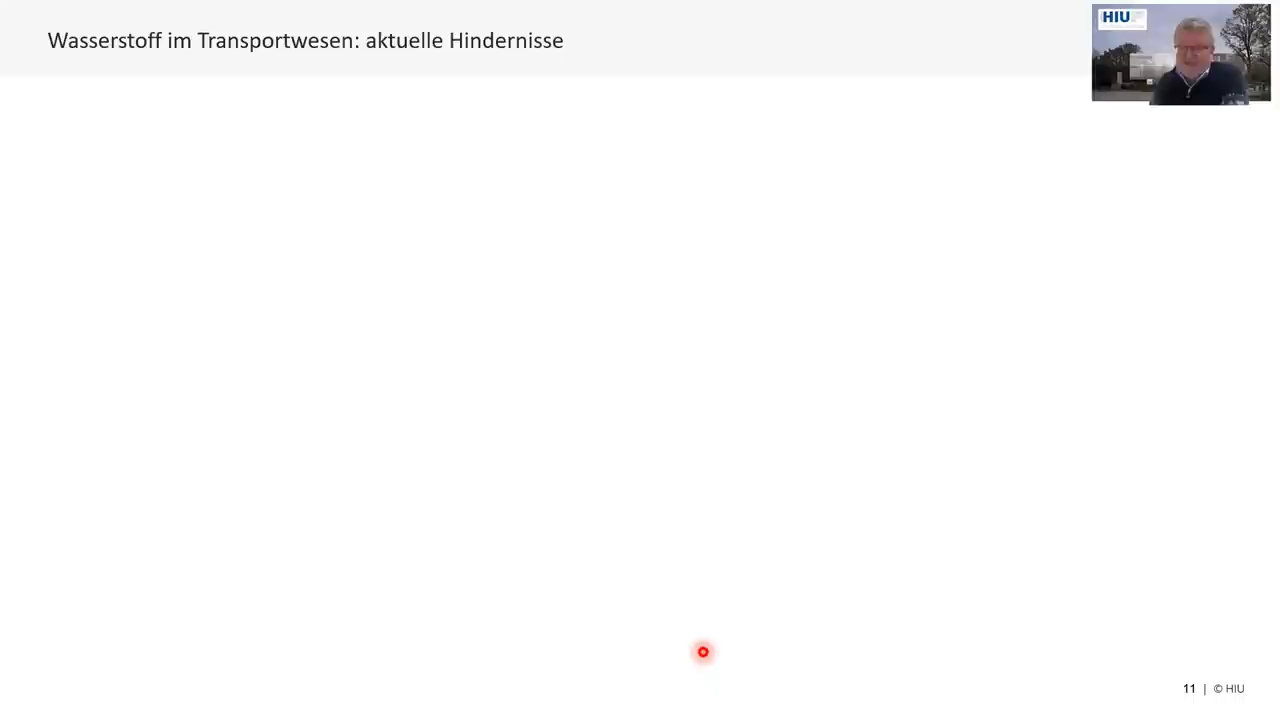 Wasserstoff im Transportwesen: aktuelle Hindernisse
HIU
11 | © HIU